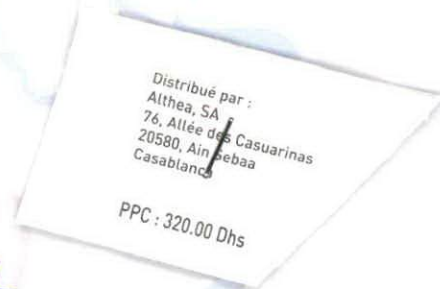 Distribué par :
Althea, SA
76, Allée des Casuarinas
20580, Ain Sebaa
Casablanca
PPC : 320.00 Dhs